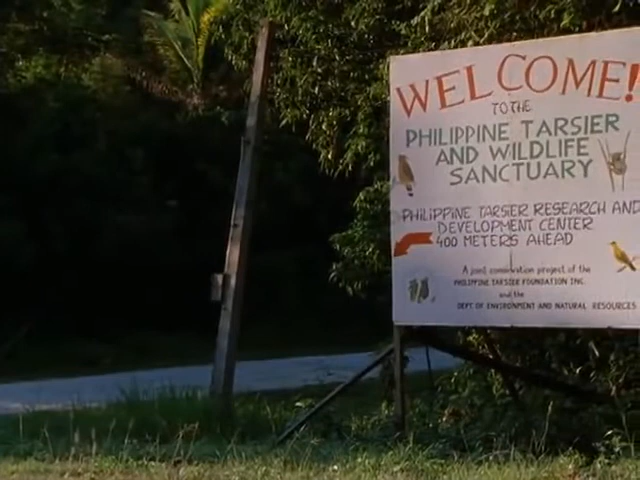 WELCOME!
TO THE
PHILIPPINE TARSIER
AND WILDLIFE
SANCTUARY
PHILIPPINE TARSIER RESEARCH AND
DEVELOPMENT CENTER
400 METERS AHEAD
A joint conservation project of the
PHILIPPINE TARSIER FOUNDATION INC.
and the
DEPT OF ENVIRONMENT AND NATURAL RESOURCES